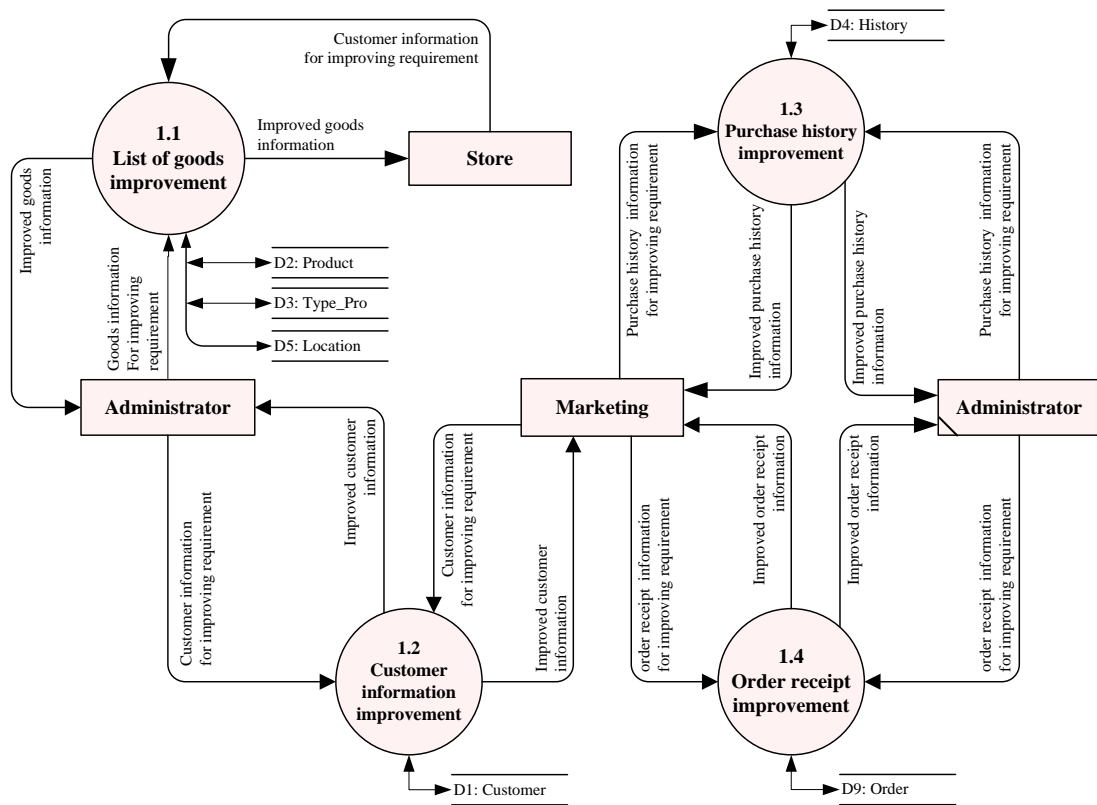 Customer information
for improving requirement
1.1
List of goods
improvement
Improved goods
information
Store
Improved goods
information
Goods information
For improving
requirement
D2: Product
D3: Type_Pro
D5: Location
Administrator
Customer information
for improving requirement
Improved customer
information
1.2
Customer
information
improvement
D1: Customer
Customer information
for improving requirement
Improved customer
information
Marketing
D4: History
1.3
Purchase history
improvement
Purchase history information
for improving requirement
Improved purchase history
information
Improved purchase history
information
Purchase history information
for improving requirement
Administrator
order receipt information
for improving requirement
Improved order receipt
information
Improved order receipt
information
order receipt information
for improving requirement
1.4
Order receipt
improvement
D9: Order